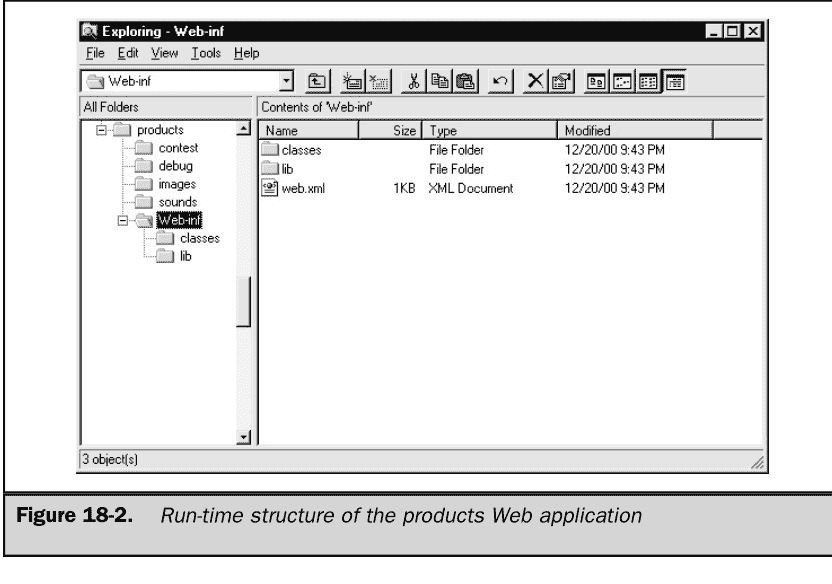 Exploring - Web-inf
File Edit View Tools Help
Web-inf
All Folders
Contents of 'Web-inf'
products
contest
debug
images
sounds
Web-inf
classes
lib
Name Size Type Modified
classes File Folder 12/20/00 9:43 PM
lib File Folder 12/20/00 9:43 PM
web.xml 1KB XML Document 12/20/00 9:43 PM
3 object(s)
Figure 18-2. Run-time structure of the products Web application